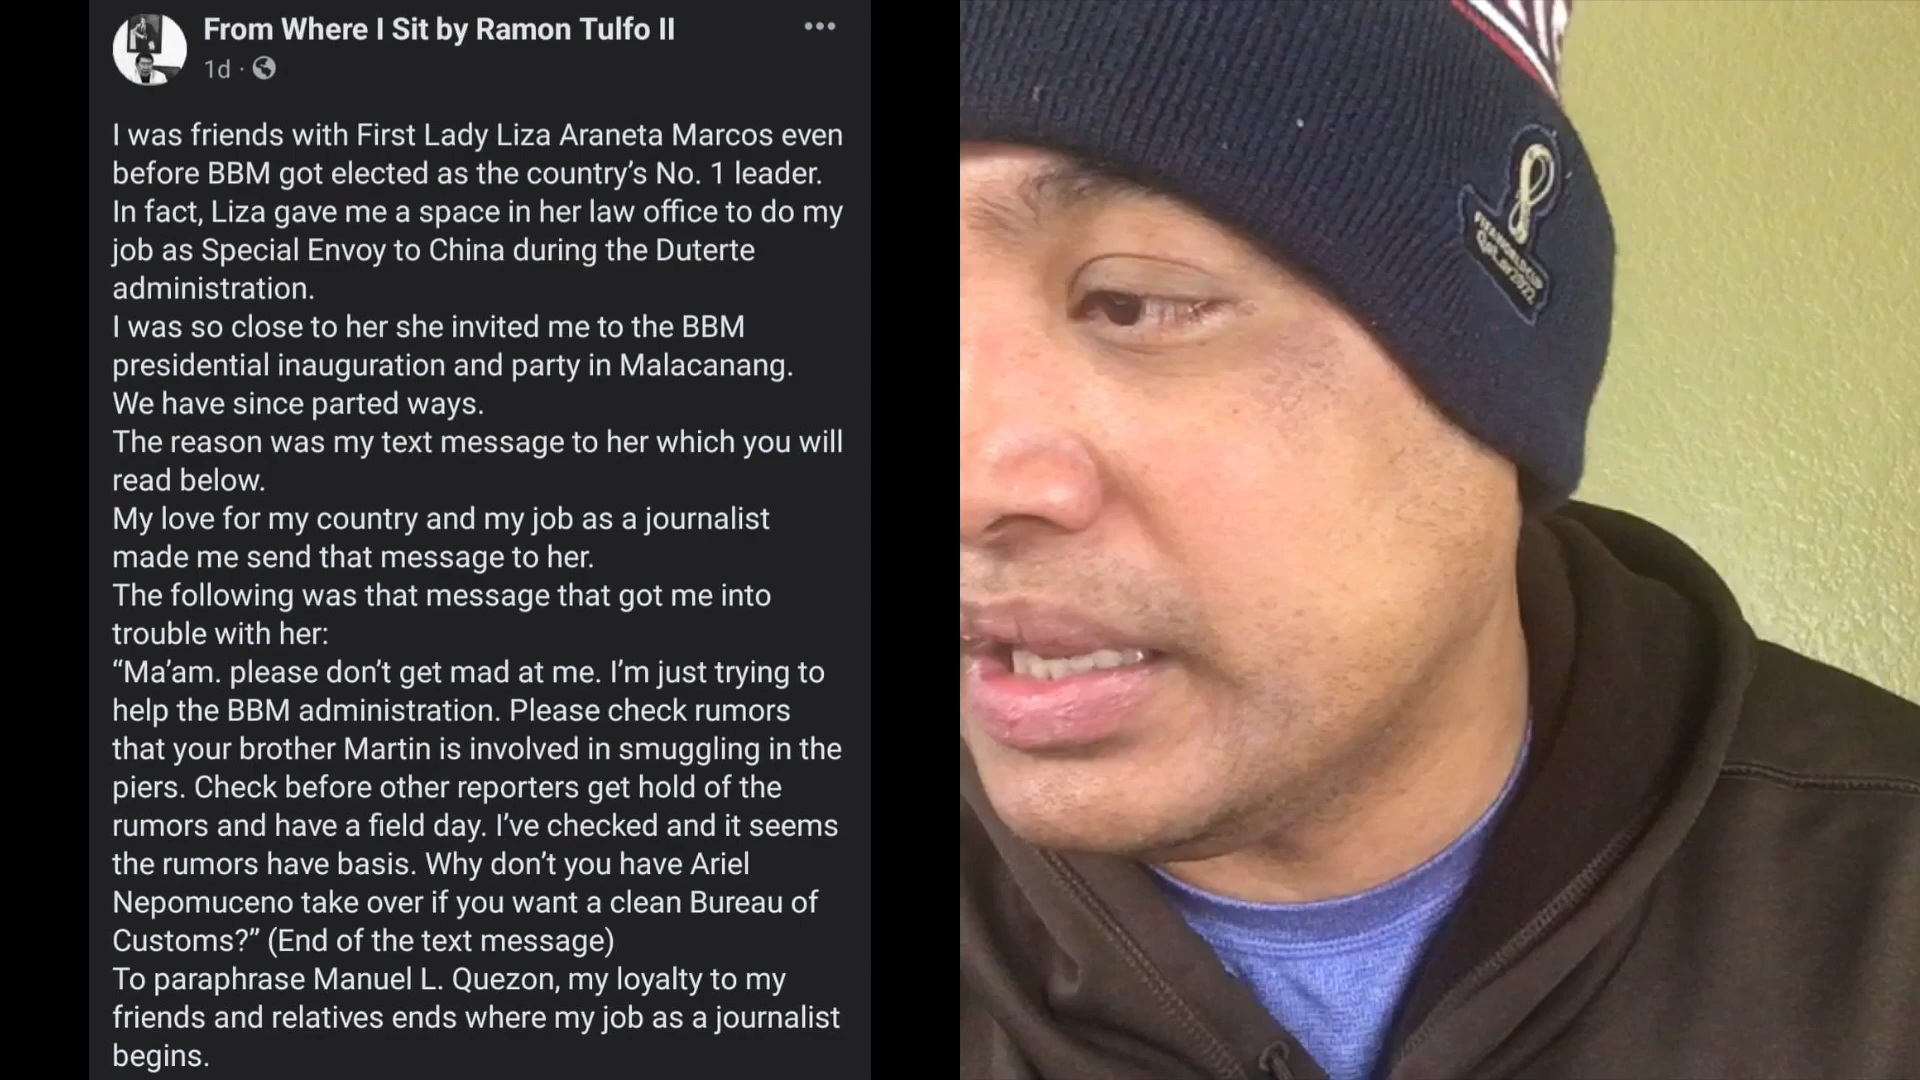 From Where I Sit by Ramon Tulfo II
1d ·
I was friends with First Lady Liza Araneta Marcos even
before BBM got elected as the country’s No. 1 leader.
In fact, Liza gave me a space in her law office to do my
job as Special Envoy to China during the Duterte
administration.
I was so close to her she invited me to the BBM
presidential inauguration and party in Malacanang.
We have since parted ways.
The reason was my text message to her which you will
read below.
My love for my country and my job as a journalist
made me send that message to her.
The following was that message that got me into
trouble with her:
“Ma’am. please don’t get mad at me. I’m just trying to
help the BBM administration. Please check rumors
that your brother Martin is involved in smuggling in the
piers. Check before other reporters get hold of the
rumors and have a field day. I’ve checked and it seems
the rumors have basis. Why don’t you have Ariel
Nepomuceno take over if you want a clean Bureau of
Customs?” (End of the text message)
To paraphrase Manuel L. Quezon, my loyalty to my
friends and relatives ends where my job as a journalist
begins.
FIFA WORLD CUP
Qatar2022